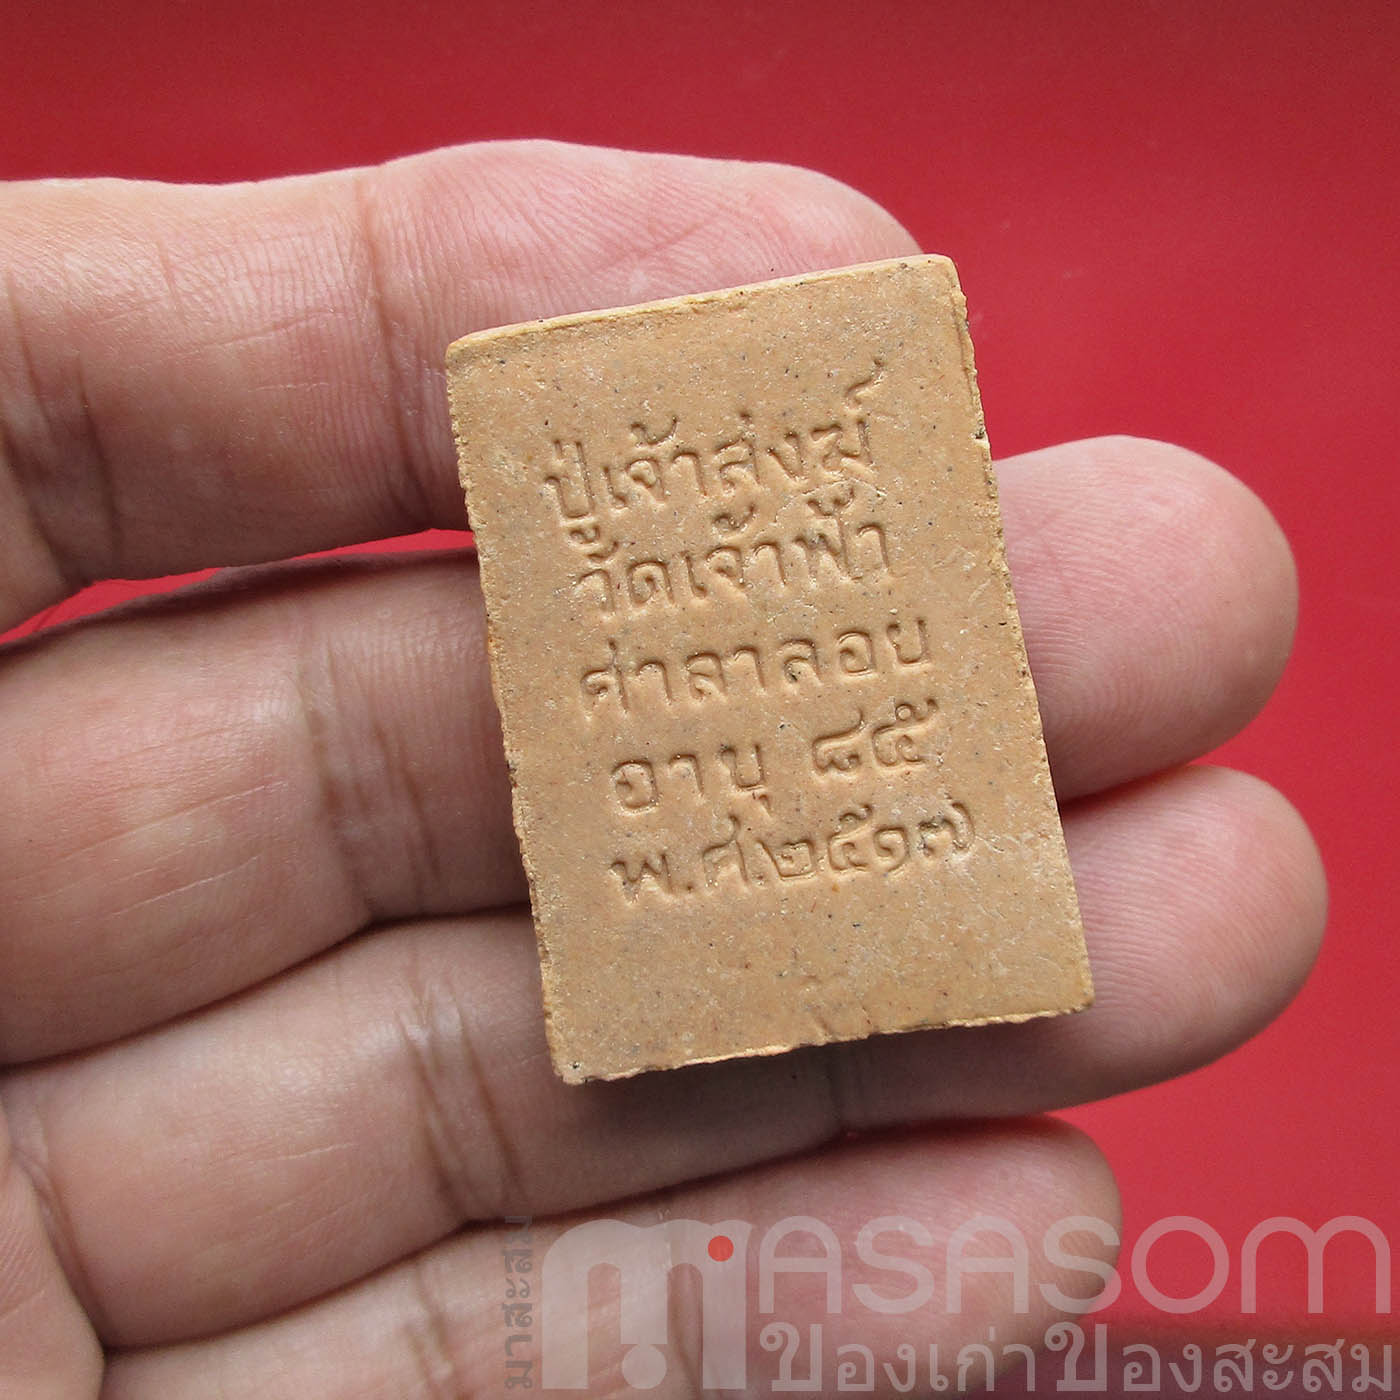 ปู่เจ้าสงฆ์
วัดเจ้าฟ้า
ศาลาลอย
อายุ ๘๕
พ.ศ.๒๕๑๗
มาสะสม
masasom
ของเก่าของสะสม